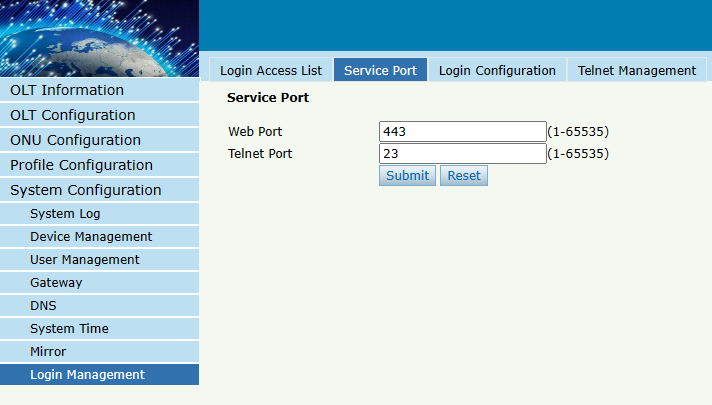 Login Access List
Service Port
Login Configuration
Telnet Management
OLT Information
OLT Configuration
ONU Configuration
Profile Configuration
System Configuration
System Log
Device Management
User Management
Gateway
DNS
System Time
Mirror
Login Management
Service Port
Web Port 443 (1-65535)
Telnet Port 23 (1-65535)
Submit Reset